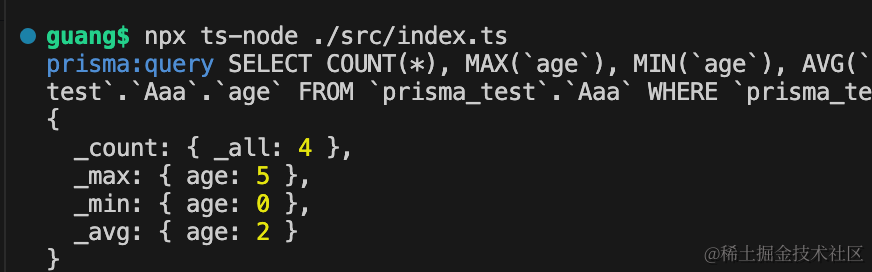 guang$ npx ts-node ./src/index.ts
prisma:query SELECT COUNT(*), MAX(`age`), MIN(`age`), AVG(`
test`.`Aaa`.`age` FROM `prisma_test`.`Aaa` WHERE `prisma_te
{
  _count: { _all: 4 },
  _max: { age: 5 },
  _min: { age: 0 },
  _avg: { age: 2 }
}
@稀土掘金技术社区